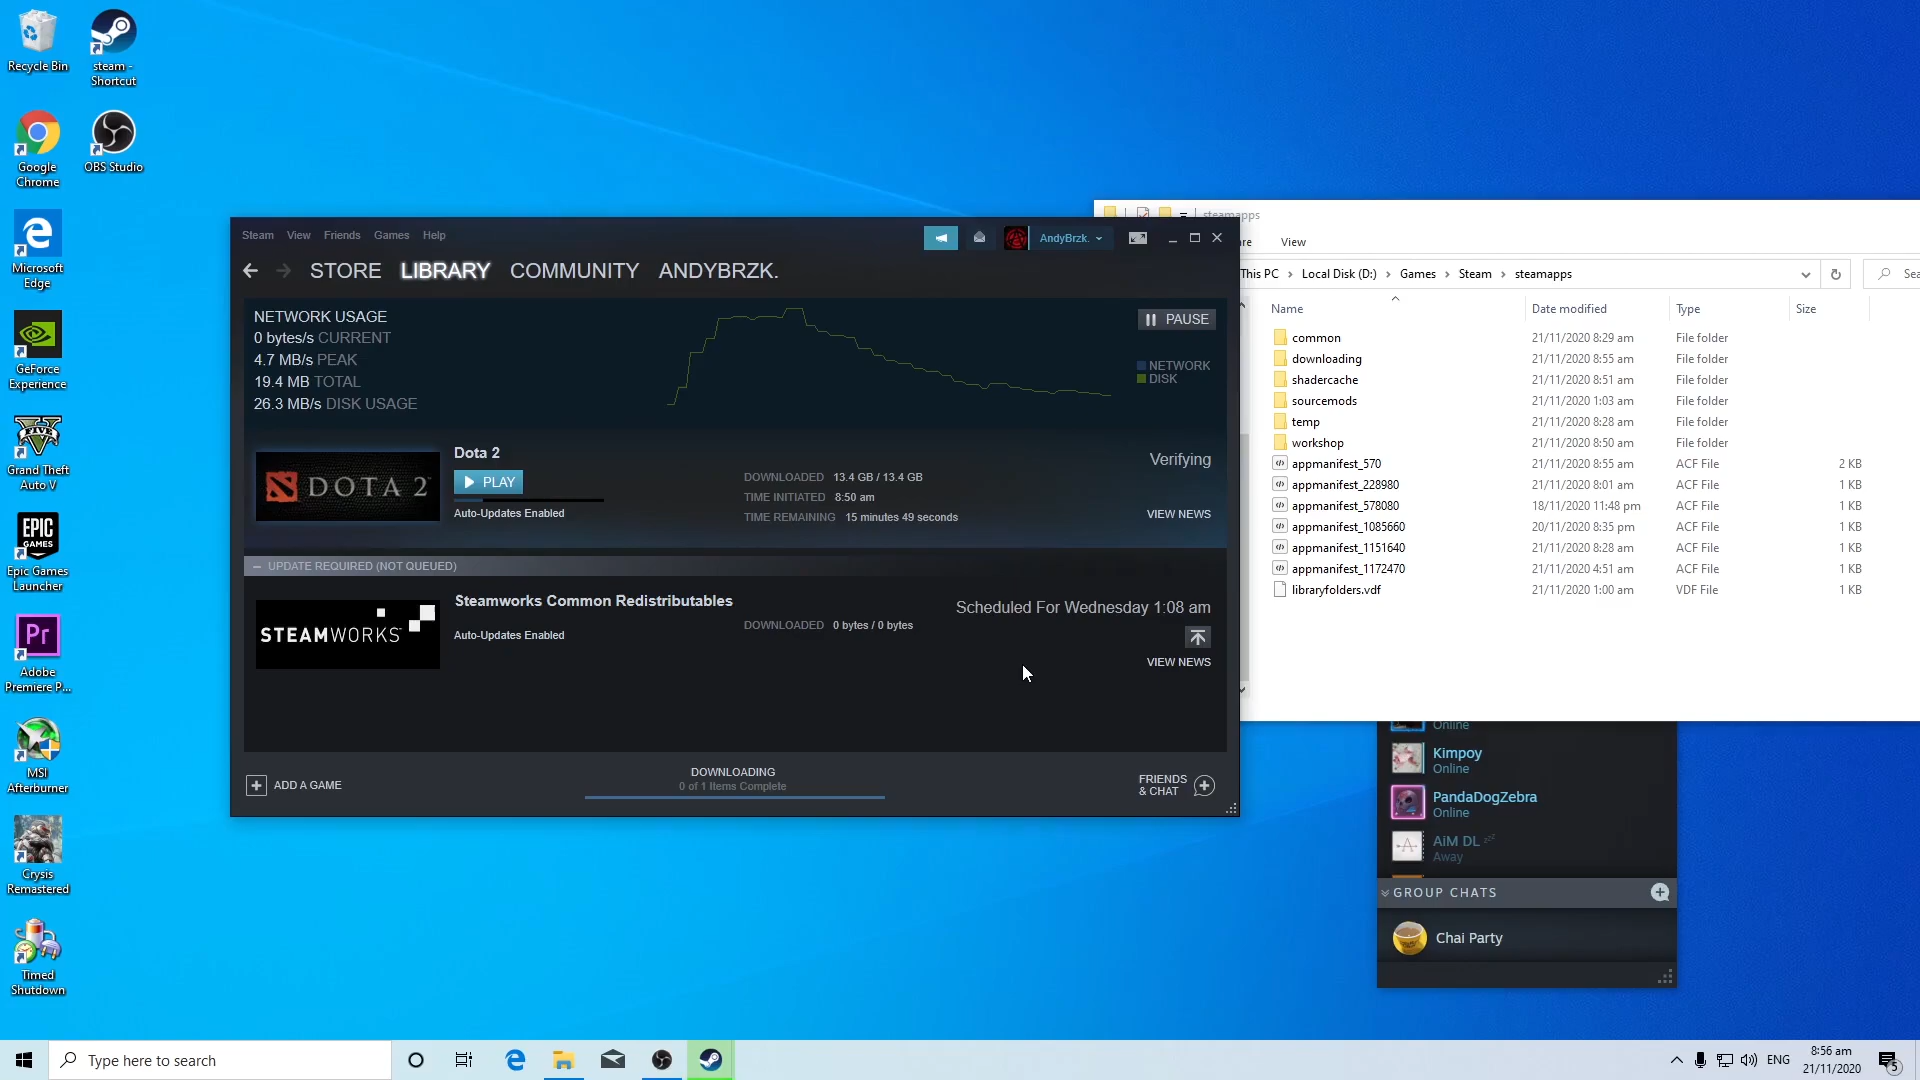 Recycle Bin
steam -
Shortcut
Google
Chrome
OBS Studio
Microsoft
Edge
GeForce
Experience
FIVE
Grand Theft
Auto V
EPIC
GAMES
Epic Games
Launcher
Pr
Adobe
Premiere P...
MSI
Afterburner
Crysis
Remastered
Timed
Shutdown
Steam View Friends Games Help
AndyBrzk.
STORE LIBRARY COMMUNITY ANDYBRZK.
NETWORK USAGE
0 bytes/s CURRENT
4.7 MB/s PEAK
19.4 MB TOTAL
26.3 MB/s DISK USAGE
PAUSE
NETWORK
DISK
DOTA 2
Dota 2
PLAY
Auto-Updates Enabled
DOWNLOADED 13.4 GB / 13.4 GB
TIME INITIATED 8:50 am
TIME REMAINING 15 minutes 49 seconds
Verifying
VIEW NEWS
UPDATE REQUIRED (NOT QUEUED)
STEAMWORKS
Steamworks Common Redistributables
Auto-Updates Enabled
DOWNLOADED 0 bytes / 0 bytes
Scheduled For Wednesday 1:08 am
VIEW NEWS
ADD A GAME
DOWNLOADING
0 of 1 Items Complete
FRIENDS
& CHAT
steamapps
are View
This PC > Local Disk (D:) > Games > Steam > steamapps
Sea
Name Date modified Type Size
common 21/11/2020 8:29 am File folder
downloading 21/11/2020 8:55 am File folder
shadercache 21/11/2020 8:51 am File folder
sourcemods 21/11/2020 1:03 am File folder
temp 21/11/2020 8:28 am File folder
workshop 21/11/2020 8:50 am File folder
appmanifest_570 21/11/2020 8:55 am ACF File 2 KB
appmanifest_228980 21/11/2020 8:01 am ACF File 1 KB
appmanifest_578080 18/11/2020 11:48 pm ACF File 1 KB
appmanifest_1085660 20/11/2020 8:35 pm ACF File 1 KB
appmanifest_1151640 21/11/2020 8:28 am ACF File 1 KB
appmanifest_1172470 21/11/2020 4:51 am ACF File 1 KB
libraryfolders.vdf 21/11/2020 1:00 am VDF File 1 KB
Online
Kimpoy
Online
PandaDogZebra
Online
AiM DL zzz
Away
GROUP CHATS
Chai Party
Type here to search
ENG
8:56 am
21/11/2020
5